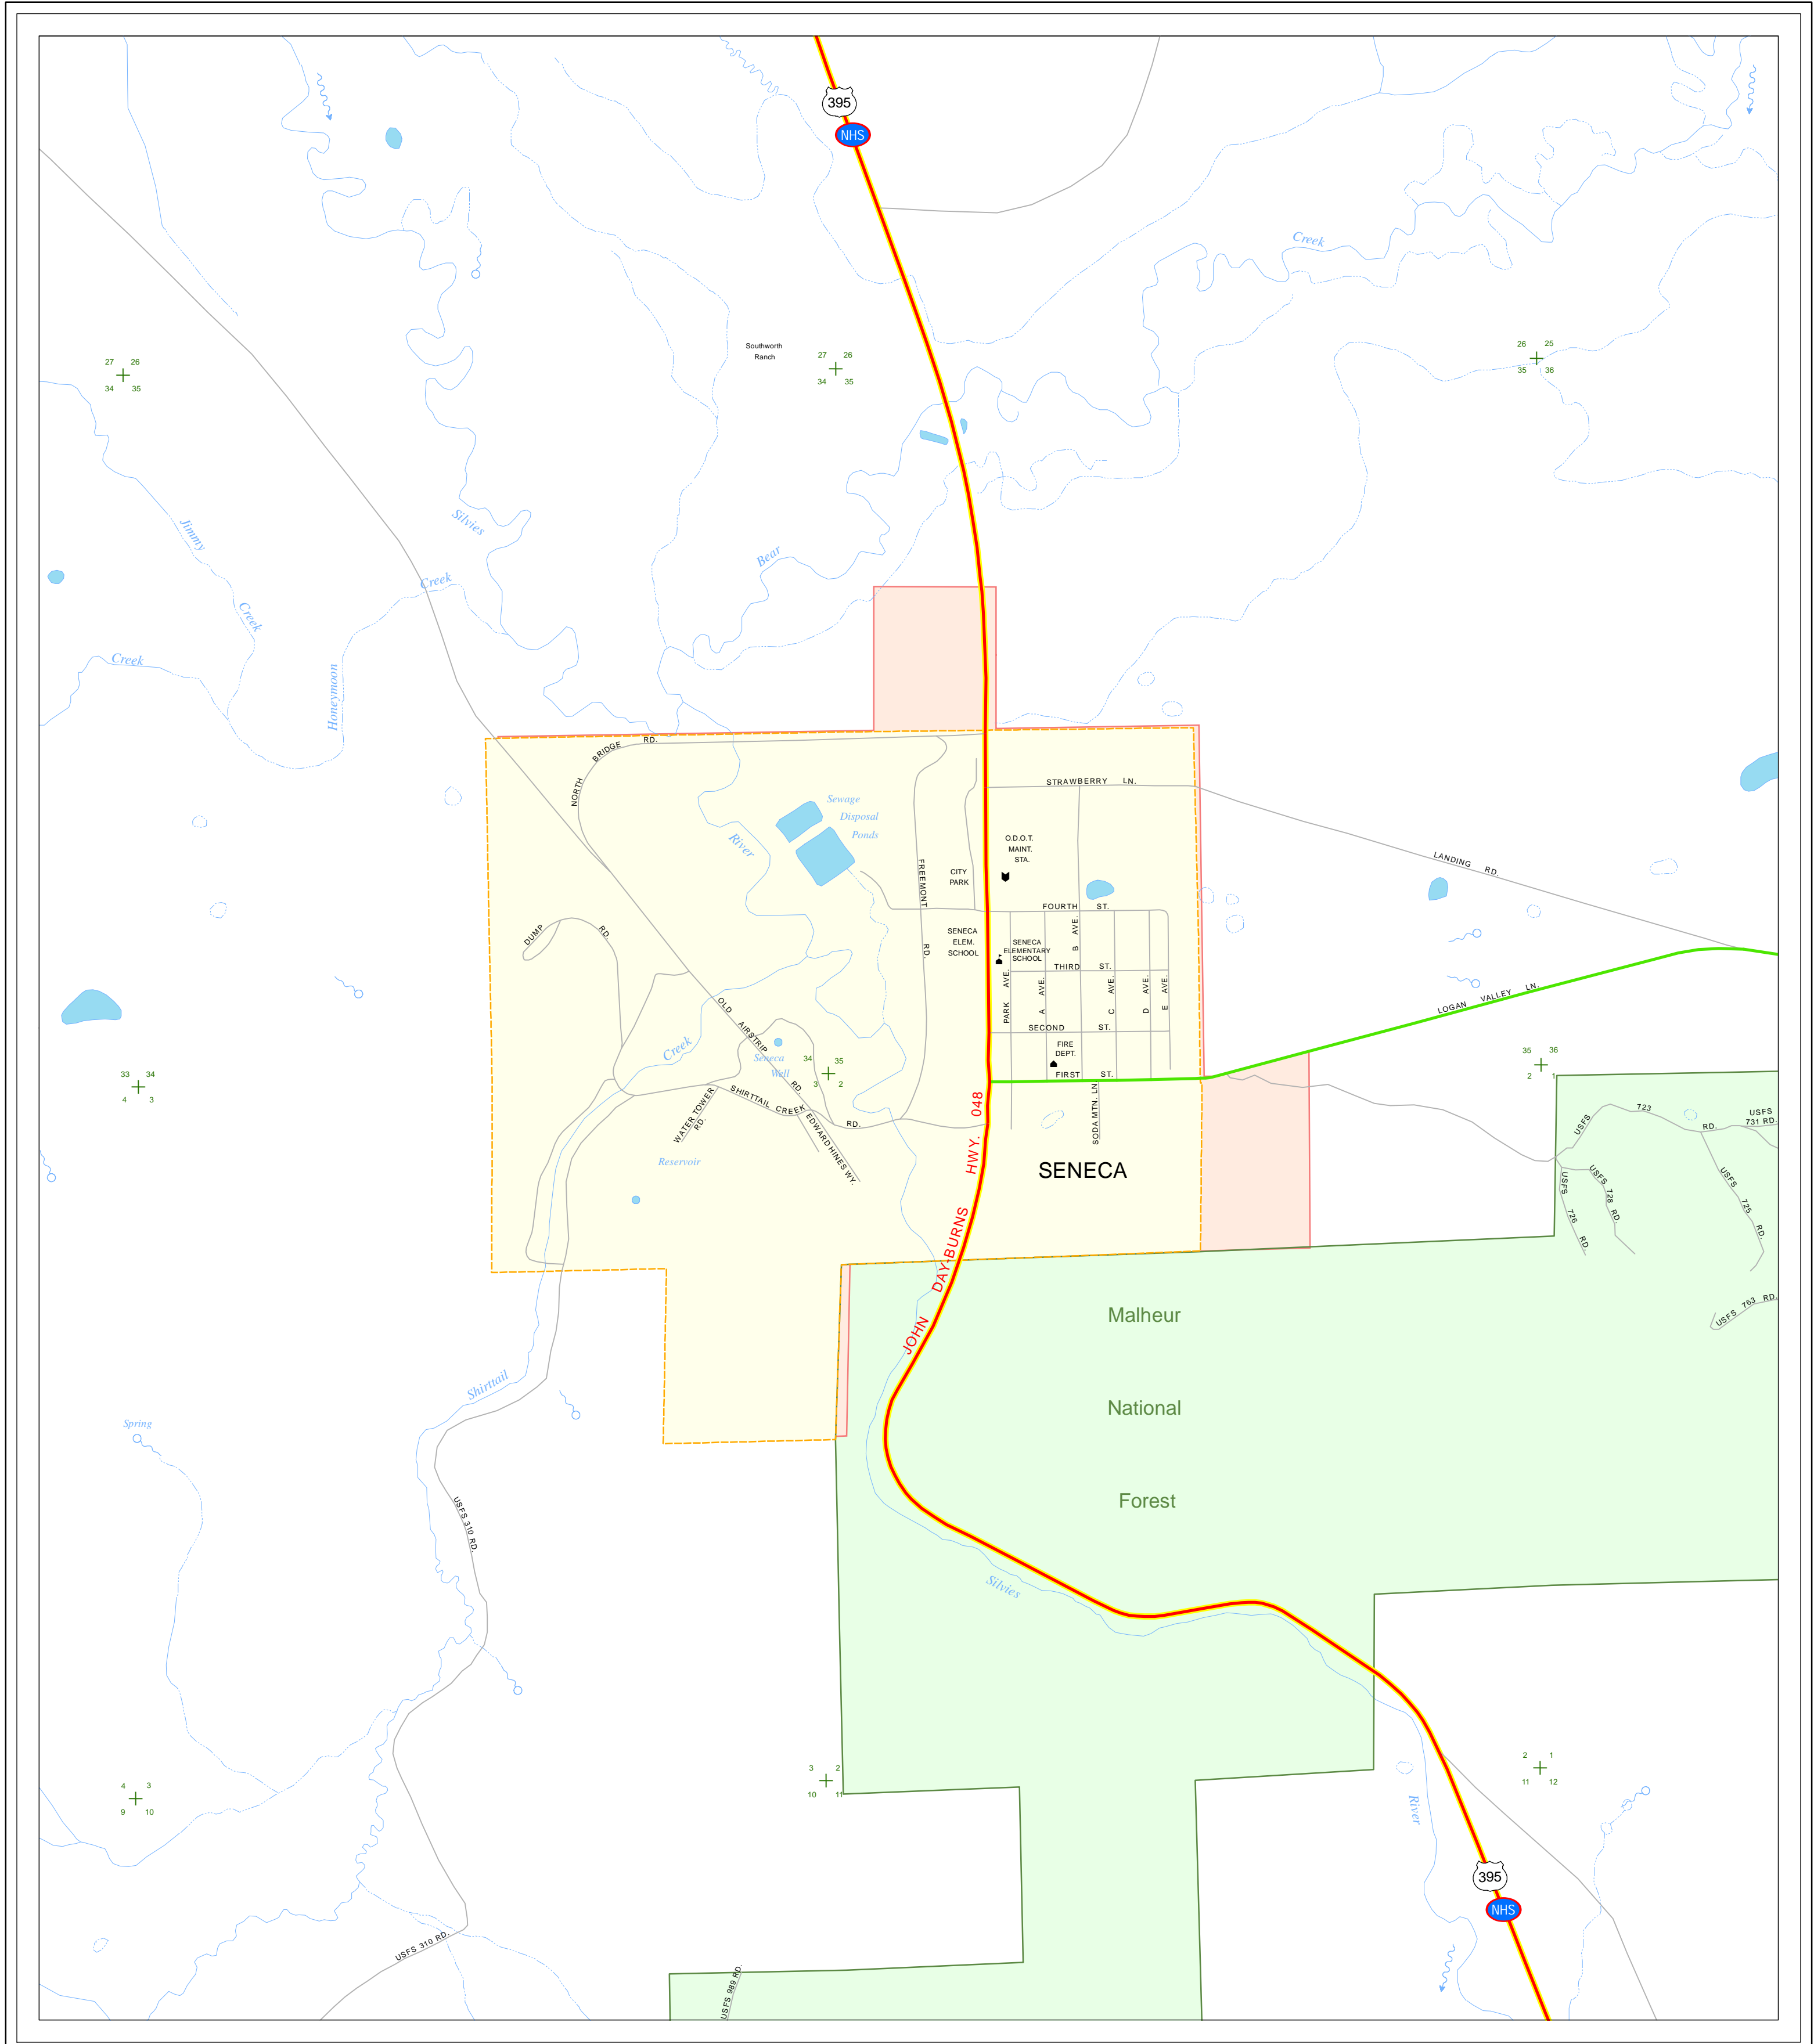 395
NHS
Creek
Southworth
Ranch
27 26
34 35
27 26
34 35
26 25
35 36
Silvies
Jimmy
Creek
Bear
Creek
Creek
Honeymoon
NORTH BRIDGE RD.
STRAWBERRY LN.
Sewage
Disposal
Ponds
River
O.D.O.T.
MAINT.
STA.
CITY
PARK
FREEMONT RD.
LANDING RD.
FOURTH ST.
DUMP RD.
SENECA
ELEM.
SCHOOL
SENECA
ELEMENTARY
SCHOOL
B AVE.
THIRD ST.
PARK AVE.
A AVE.
C AVE.
D AVE.
E AVE.
LOGAN VALLEY LN.
OLD AIRSTRIP RD.
SECOND ST.
Creek
FIRE
DEPT.
Seneca
Well
FIRST ST.
33 34
4 3
34 35
3 2
35 36
2 1
WATER TOWER
RD.
SHIRTTAIL CREEK RD.
EDWARD HINES WY.
SODA MTN. LN.
Reservoir
SENECA
USFS 723 RD.
USFS
731 RD.
USFS 726 RD.
USFS 728 RD.
USFS 725 RD.
USFS 763 RD.
JOHN DAY-BURNS HWY. 048
Malheur
National
Forest
Shirttail
Spring
USFS 310 RD.
Silvies
4 3
9 10
3 2
10 11
2 1
11 12
River
395
NHS
USFS 310 RD.
USFS 989 RD.